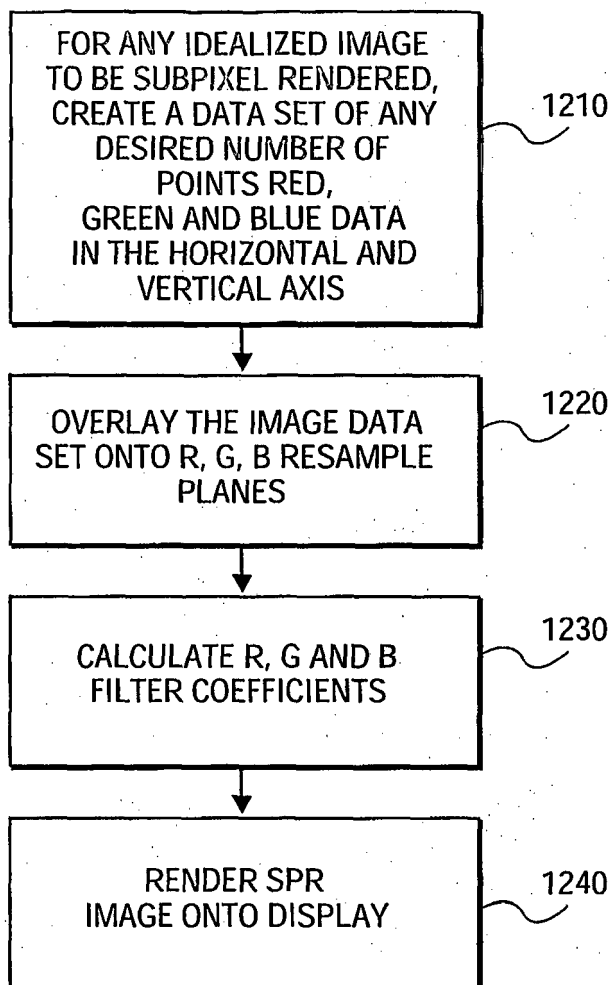 FOR ANY IDEALIZED IMAGE
TO BE SUBPIXEL RENDERED,
CREATE A DATA SET OF ANY
DESIRED NUMBER OF
POINTS RED,
GREEN AND BLUE DATA
IN THE HORIZONTAL AND
VERTICAL AXIS
1210
OVERLAY THE IMAGE DATA
SET ONTO R, G, B RESAMPLE
PLANES
1220
CALCULATE R, G AND B
FILTER COEFFICIENTS
1230
RENDER SPR
IMAGE ONTO DISPLAY
1240